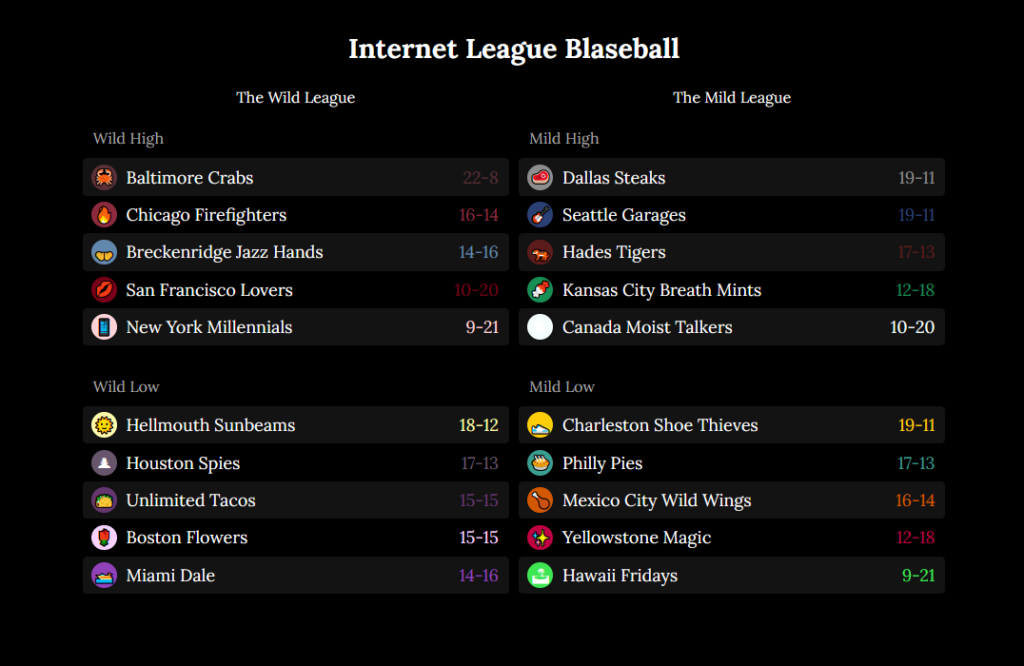 Internet League Blaseball
The Wild League
Wild High
Baltimore Crabs 22-8
Chicago Firefighters 16-14
Breckenridge Jazz Hands 14-16
San Francisco Lovers 10-20
New York Millennials 9-21
Wild Low
Hellmouth Sunbeams 18-12
Houston Spies 17-13
Unlimited Tacos 15-15
Boston Flowers 15-15
Miami Dale 14-16
The Mild League
Mild High
Dallas Steaks 19-11
Seattle Garages 19-11
Hades Tigers 17-13
Kansas City Breath Mints 12-18
Canada Moist Talkers 10-20
Mild Low
Charleston Shoe Thieves 19-11
Philly Pies 17-13
Mexico City Wild Wings 16-14
Yellowstone Magic 12-18
Hawaii Fridays 9-21